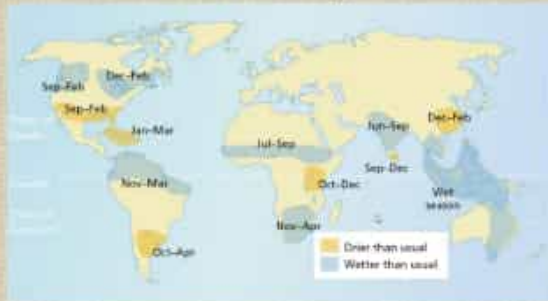 Dec-Feb
Sep-Feb
Sep-Feb
Jan-Mar
Nov-Mar
Oct-Apr
Jul-Sep
Oct-Dec
Nov-Apr
Jun-Sep
Sep-Dec
Dec-Feb
Wet
season
Drier than usual
Wetter than usual